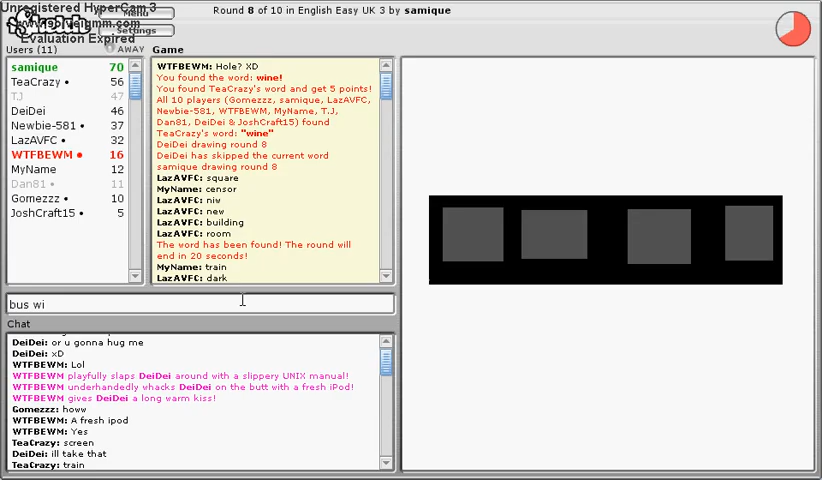 Unregistered HyperCam 3
www.solveigmm.com
Evaluation Expired
Menu
Settings
Round 8 of 10 in English Easy UK 3 by samique
Users (11)
AWAY
Game
samique 70
TeaCrazy • 56
T.J 47
DeiDei 46
Newbie-581 • 37
LazAVFC • 32
WTFBEWM • 16
MyName 12
Dan81 • 11
Gomezzz • 10
JoshCraft15 • 5
WTFBEWM: Hole? XD
You found the word: wine!
You found TeaCrazy's word and get 5 points!
All 10 players (Gomezzz, samique, LazAVFC,
Newbie-581, WTFBEWM, MyName, T.J,
Dan81, DeiDei & JoshCraft15) found
TeaCrazy's word: "wine"
DeiDei drawing round 8
DeiDei has skipped the current word
samique drawing round 8
LazAVFC: square
MyName: censor
LazAVFC: niw
LazAVFC: new
LazAVFC: building
LazAVFC: room
The word has been found! The round will
end in 20 seconds!
MyName: train
LazAVFC: dark
bus wi
Chat
DeiDei: or u gonna hug me
DeiDei: xD
WTFBEWM: Lol
WTFBEWM playfully slaps DeiDei around with a slippery UNIX manual!
WTFBEWM underhandedly whacks DeiDei on the butt with a fresh iPod!
WTFBEWM gives DeiDei a long warm kiss!
Gomezzz: howw
WTFBEWM: A fresh ipod
WTFBEWM: Yes
TeaCrazy: screen
DeiDei: ill take that
TeaCrazy: train